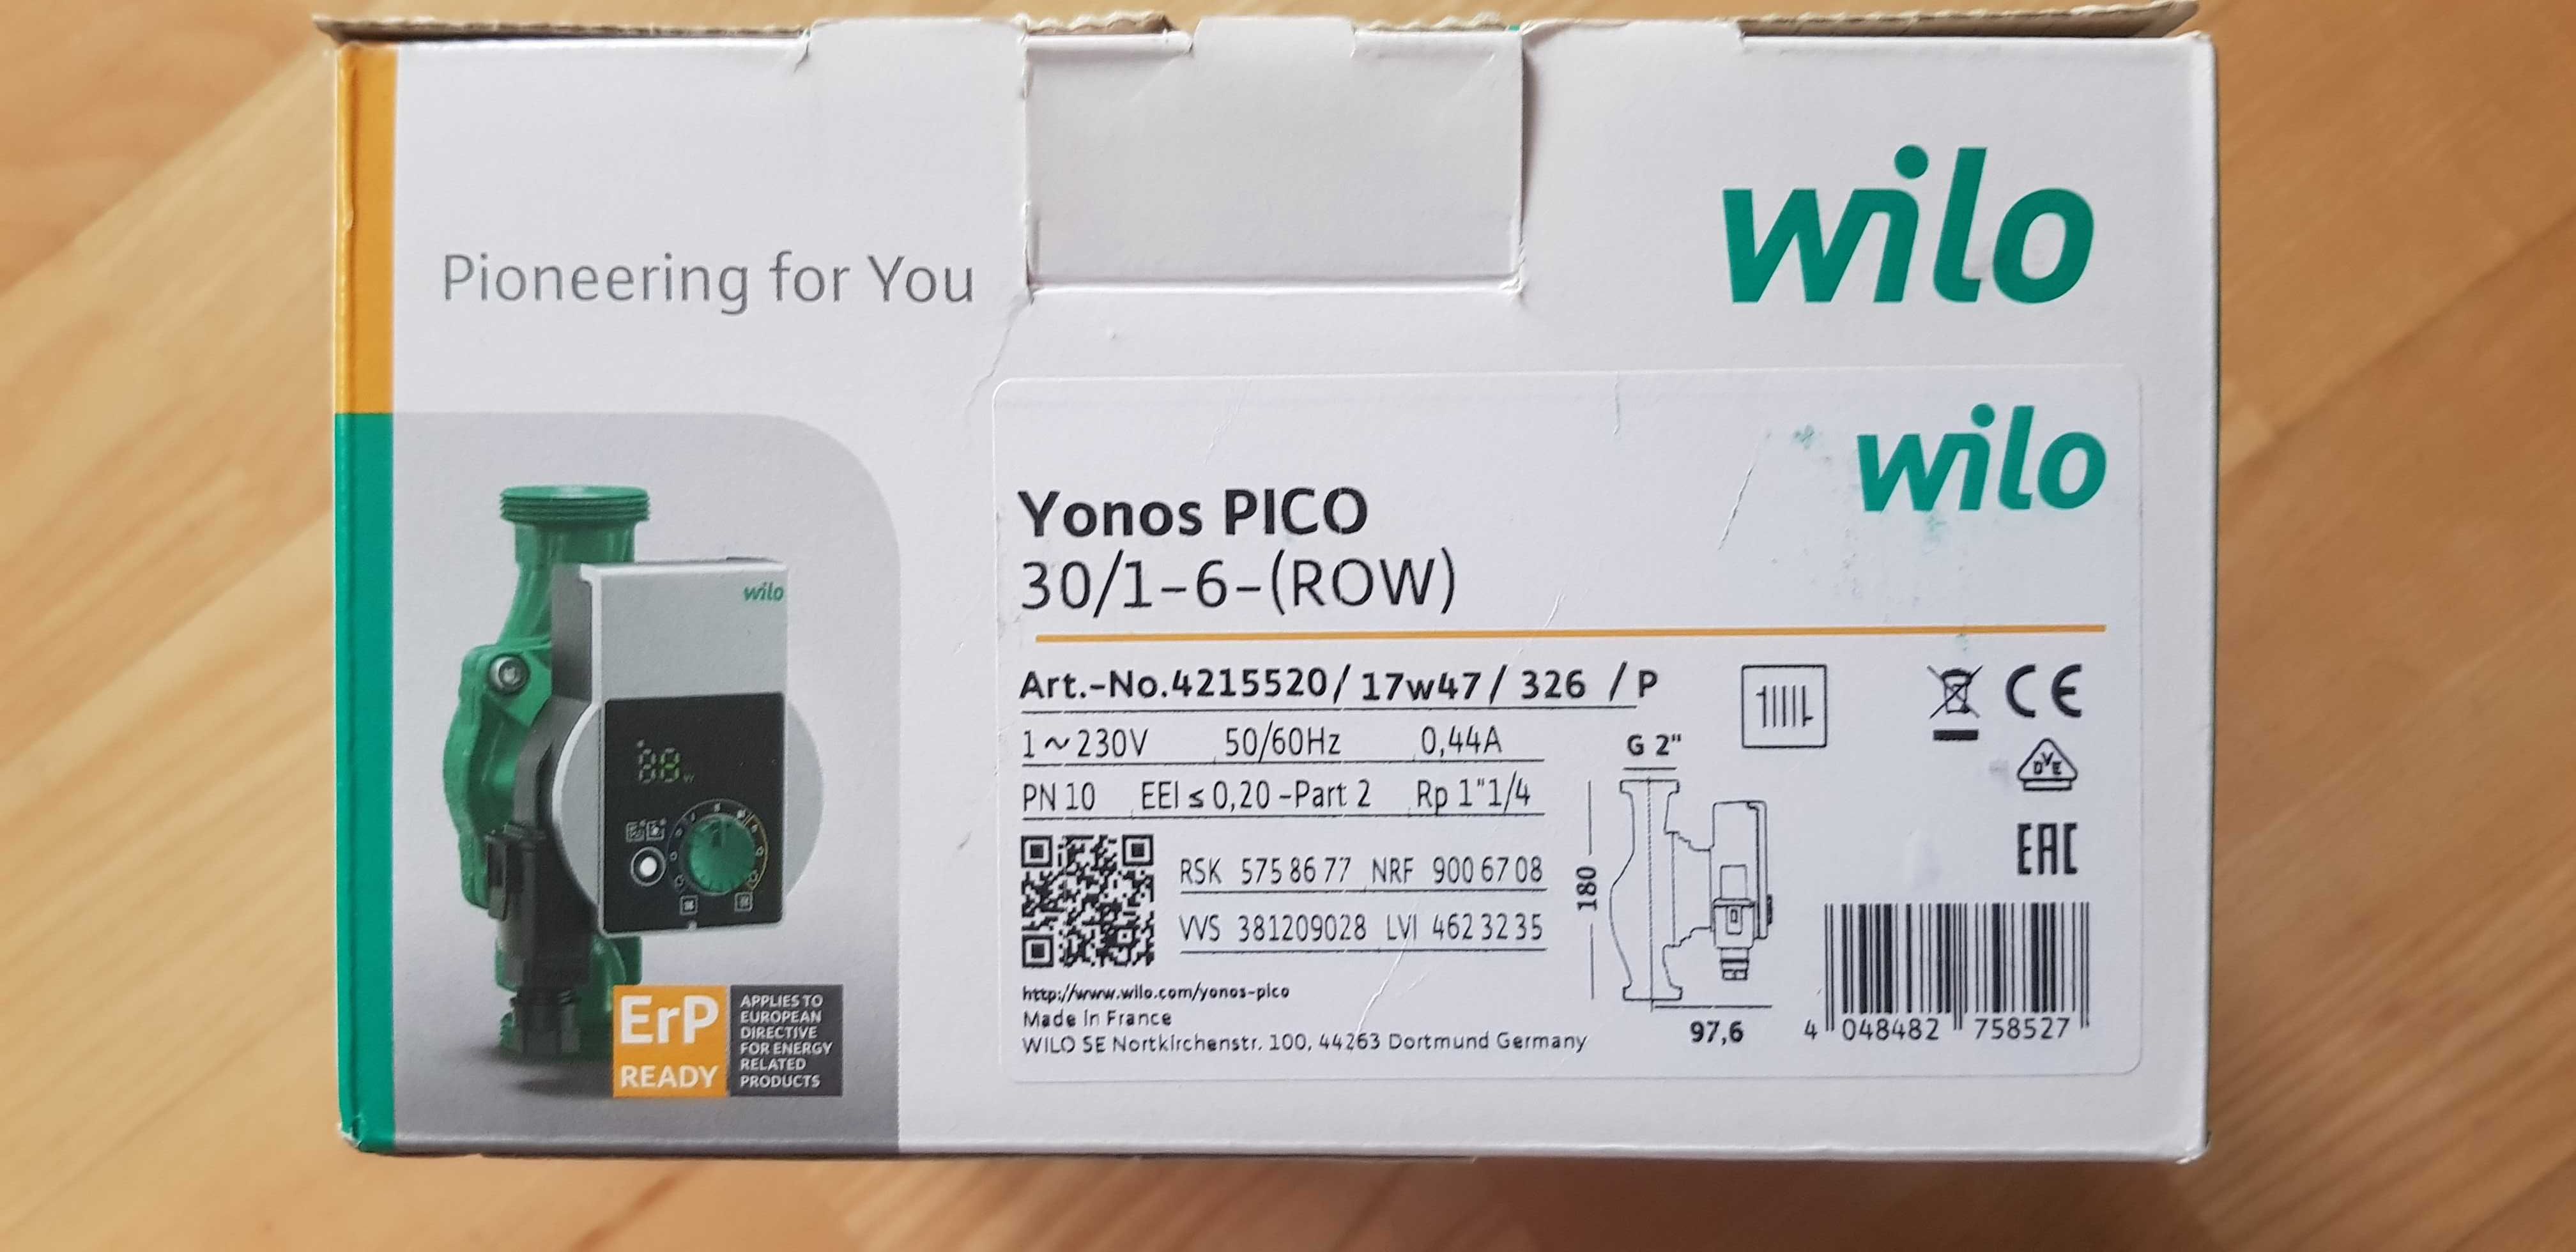 Pioneering for You
wilo
wilo
Yonos PICO
30/1-6-(ROW)
Art.-No.4215520/ 17w47/ 326 / P
1~230V 50/60Hz 0,44A
PN 10 EEI ≤ 0,20 -Part 2 Rp 1"1/4
RSK 575 86 77 NRF 900 67 08
VVS 381209028 LVI 462 32 35
http://www.wilo.com/yonos-pico
Made in France
WILO SE Nortkirchenstr. 100, 44263 Dortmund Germany
G 2"
180
97,6
CE
DVE
EAC
4 048482 758527
wilo
ErP
READY
APPLIES TO
EUROPEAN
DIRECTIVE
FOR ENERGY
RELATED
PRODUCTS